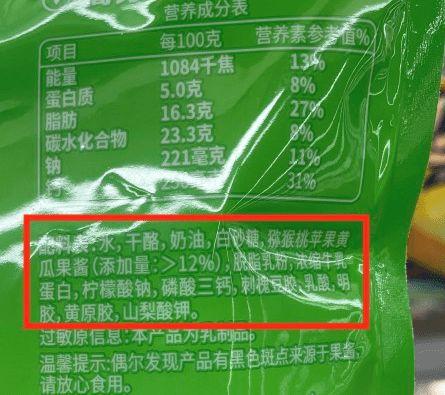 营养成分表
项目 每100克 营养素参考值%
能量 1084千焦 13%
蛋白质 5.0克 8%
脂肪 16.3克 27%
碳水化合物 23.3克 8%
钠 221毫克 11%
31%
配料表:水,干酪,奶油,白砂糖,猕猴桃苹果黄
瓜果酱(添加量:>12%),脱脂乳粉,浓缩牛乳
蛋白,柠檬酸钠,磷酸三钙,刺槐豆胶,乳酸,明
胶,黄原胶,山梨酸钾。
过敏原信息:本产品为乳制品。
温馨提示:偶尔发现产品有黑色斑点来源于果酱,
请放心食用。